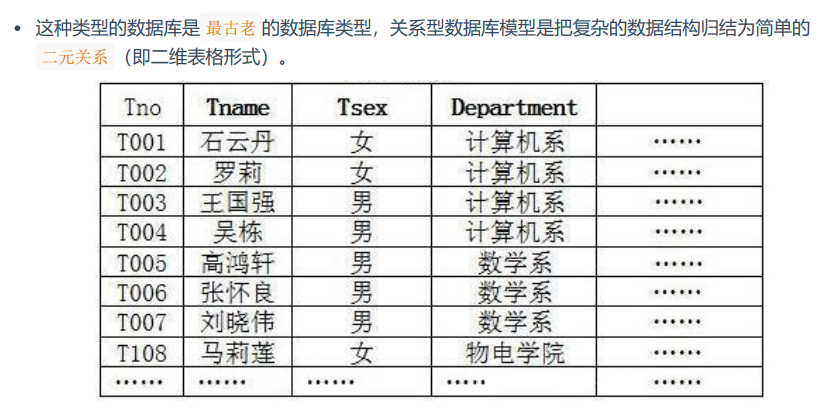 • 这种类型的数据库是 最古老 的数据库类型，关系型数据库模型是把复杂的数据结构归结为简单的
二元关系 （即二维表格形式）。
Tno Tname Tsex Department
T001 石云丹 女 计算机系 ……
T002 罗莉 女 计算机系 ……
T003 王国强 男 计算机系 ……
T004 吴栋 男 计算机系 ……
T005 高鸿轩 男 数学系 ……
T006 张怀良 男 数学系 ……
T007 刘晓伟 男 数学系 ……
T108 马莉莲 女 物电学院 ……
…… …… …… ….. ……